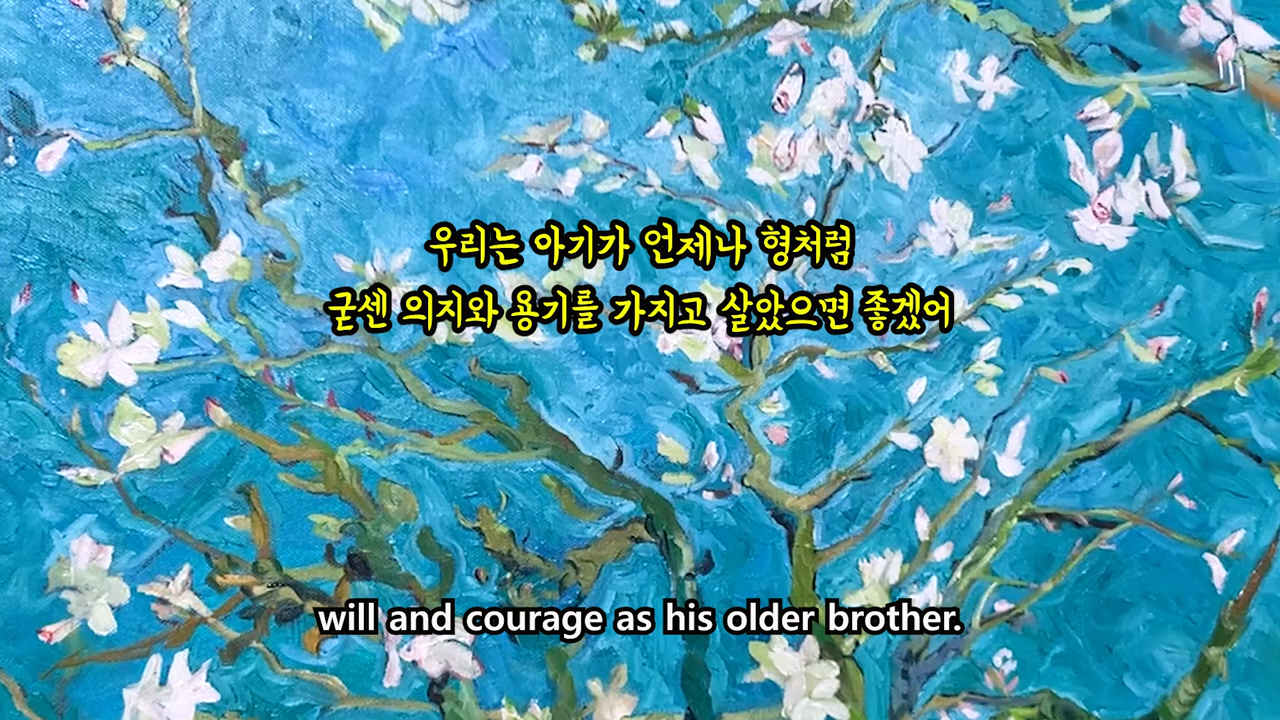 우리는 아기가 언제나 형처럼
굳센 의지와 용기를 가지고 살았으면 좋겠어
will and courage as his older brother.